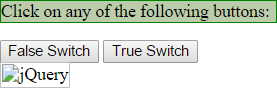 Click on any of the following buttons:
False Switch True Switch
jQuery